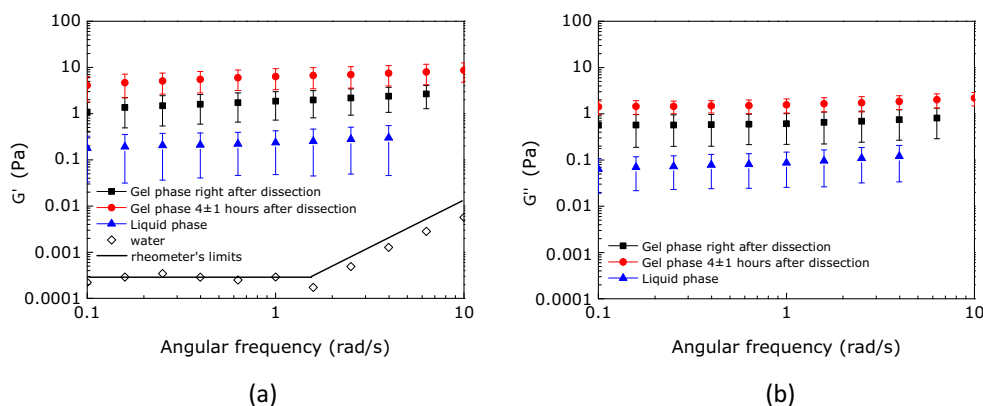 100
10
1
0.1
0.01
0.001
0.0001
G' (Pa)
Gel phase right after dissection
Gel phase 4±1 hours after dissection
Liquid phase
water
rheometer's limits
0.1 1 10
Angular frequency (rad/s)
(a)
100
10
1
0.1
0.01
0.001
0.0001
G'' (Pa)
Gel phase right after dissection
Gel phase 4±1 hours after dissection
Liquid phase
0.1 1 10
Angular frequency (rad/s)
(b)